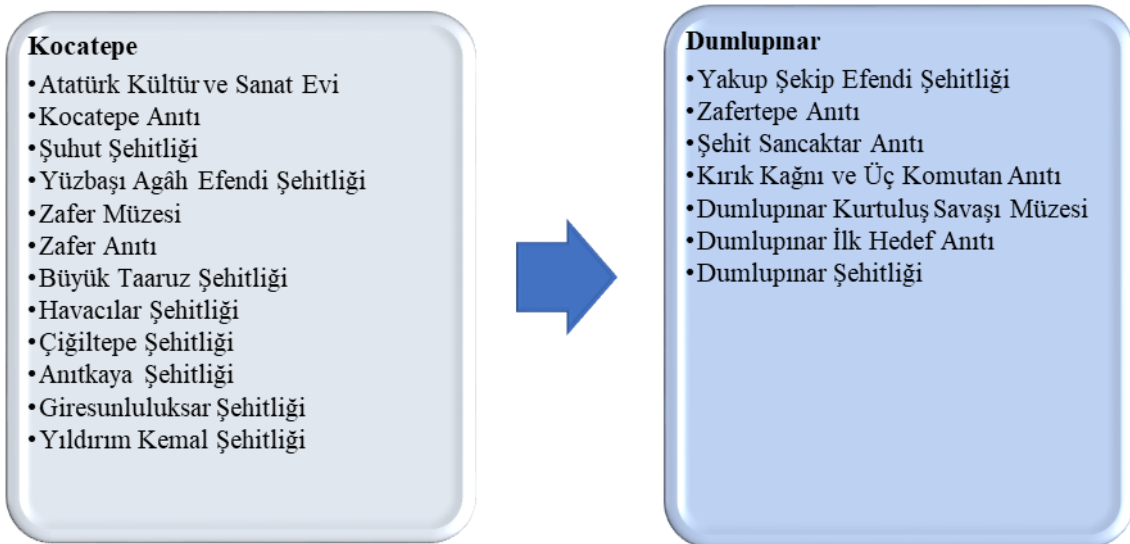 Kocatepe
•Atatürk Kültür ve Sanat Evi
•Kocatepe Anıtı
•Şuhut Şehitliği
•Yüzbaşı Agâh Efendi Şehitliği
•Zafer Müzesi
•Zafer Anıtı
•Büyük Taaruz Şehitliği
•Havacılar Şehitliği
•Çiğiltepe Şehitliği
•Anıtkaya Şehitliği
•Giresunluluksar Şehitliği
•Yıldırım Kemal Şehitliği
Dumlupınar
•Yakup Şekip Efendi Şehitliği
•Zafertepe Anıtı
•Şehit Sancaktar Anıtı
•Kırık Kağnı ve Üç Komutan Anıtı
•Dumlupınar Kurtuluş Savaşı Müzesi
•Dumlupınar İlk Hedef Anıtı
•Dumlupınar Şehitliği